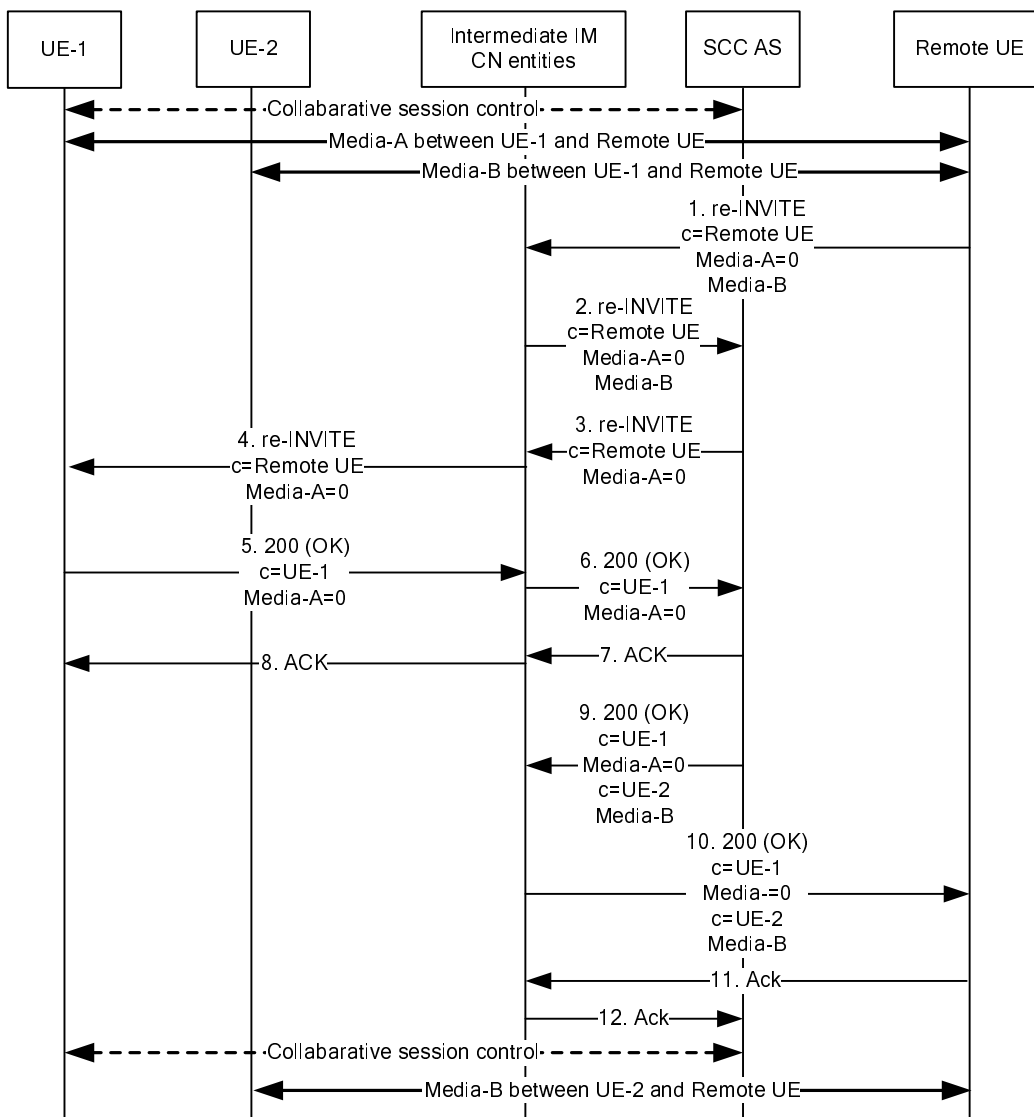 UE-1
UE-2
Intermediate IM
CN entities
SCC AS
Remote UE
Collabarative session control
Media-A between UE-1 and Remote UE
Media-B between UE-1 and Remote UE
1. re-INVITE
c=Remote UE
Media-A=0
Media-B
2. re-INVITE
c=Remote UE
Media-A=0
Media-B
3. re-INVITE
c=Remote UE
Media-A=0
4. re-INVITE
c=Remote UE
Media-A=0
5. 200 (OK)
c=UE-1
Media-A=0
6. 200 (OK)
c=UE-1
Media-A=0
7. ACK
8. ACK
9. 200 (OK)
c=UE-1
Media-A=0
c=UE-2
Media-B
10. 200 (OK)
c=UE-1
Media-=0
c=UE-2
Media-B
11. Ack
12. Ack
Collabarative session control
Media-B between UE-2 and Remote UE